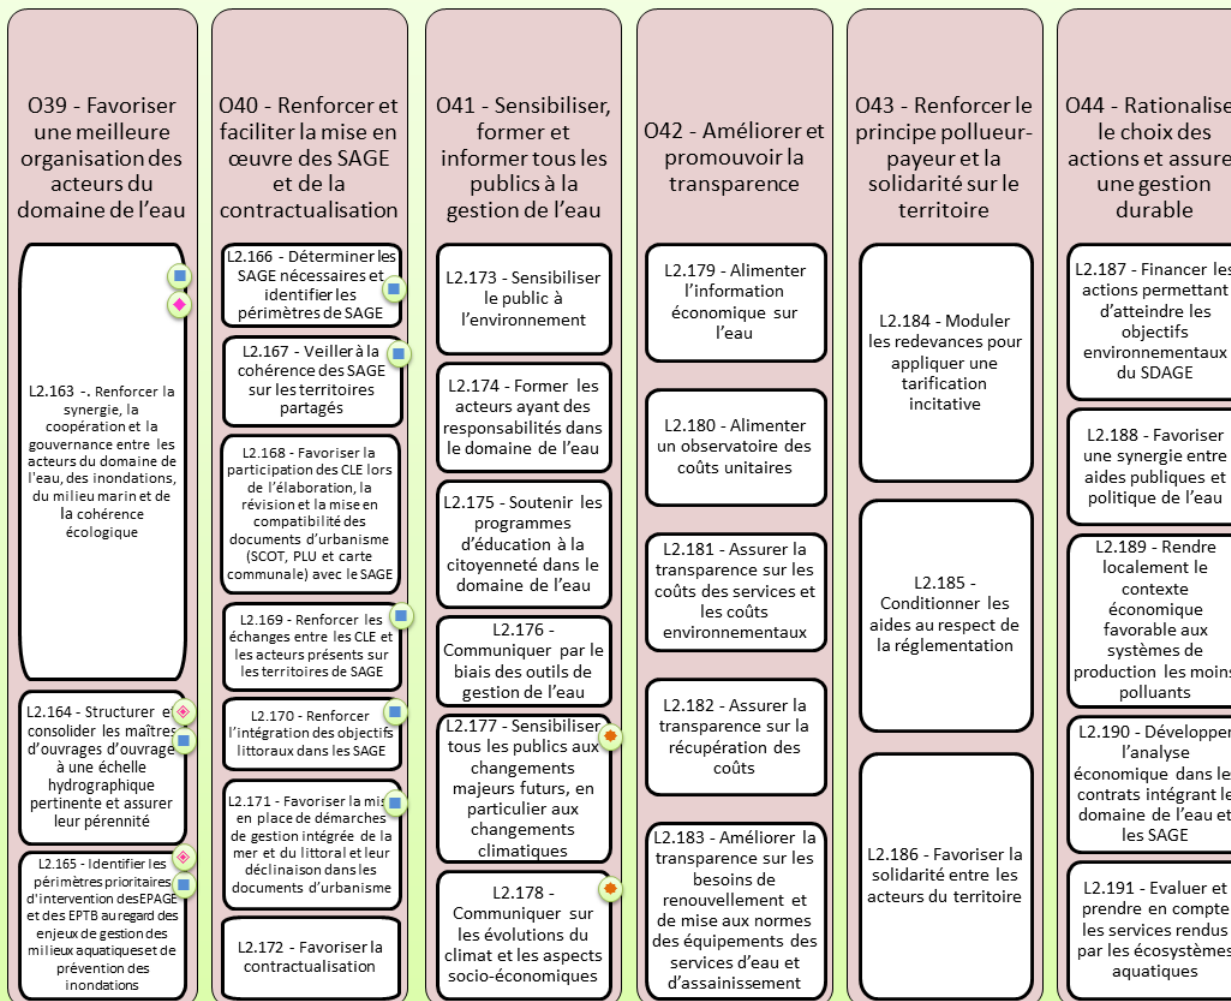 O39 - Favoriser
une meilleure
organisation des
acteurs du
domaine de l'eau
L2.163 -. Renforcer la
synergie, la
coopération et la
gouvernance entre les
acteurs du domaine de
l'eau, des inondations,
du milieu marin et de
la cohérence
écologique
L2.164 - Structurer et
consolider les maîtres
d'ouvrages d'ouvrage
à une échelle
hydrographique
pertinente et assurer
leur pérennité
L2.165 - Identifier les
périmètres prioritaires
d'intervention desEPAGE
et des EPTB au regard des
enjeux de gestion des
milieux aquatiques et de
prévention des
inondations
O40 - Renforcer et
faciliter la mise en
œuvre des SAGE
et de la
contractualisation
L2.166 - Déterminer les
SAGE nécessaires et
identifier les
périmètres de SAGE
L2.167 - Veiller à la
cohérence des SAGE
sur les territoires
partagés
L2.168 - Favoriser la
participation des CLE lors
de l'élaboration, la
révision et la mise en
compatibilité des
documents d'urbanisme
(SCOT, PLU et carte
communale) avec le SAGE
L2.169 - Renforcer les
échanges entre les CLE et
les acteurs présents sur
les territoires de SAGE
L2.170 - Renforcer
l'intégration des objectifs
littoraux dans les SAGE
L2.171 - Favoriser la mise
en place de démarches
de gestion intégrée de la
mer et du littoral et leur
déclinaison dans les
documents d'urbanisme
L2.172 - Favoriser la
contractualisation
O41 - Sensibiliser,
former et
informer tous les
publics à la
gestion de l'eau
L2.173 - Sensibiliser
le public à
l'environnement
L2.174 - Former les
acteurs ayant des
responsabilités dans
le domaine de l'eau
L2.175 - Soutenir les
programmes
d'éducation à la
citoyenneté dans le
domaine de l'eau
L2.176 -
Communiquer par le
biais des outils de
gestion de l'eau
L2.177 - Sensibiliser
tous les publics aux
changements
majeurs futurs, en
particulier aux
changements
climatiques
L2.178 -
Communiquer sur
les évolutions du
climat et les aspects
socio-économiques
O42 - Améliorer et
promouvoir la
transparence
L2.179 - Alimenter
l'information
économique sur
l'eau
L2.180 - Alimenter
un observatoire des
coûts unitaires
L2.181 - Assurer la
transparence sur les
coûts des services et
les coûts
environnementaux
L2.182 - Assurer la
transparence sur la
récupération des
coûts
L2.183 - Améliorer la
transparence sur les
besoins de
renouvellement et
de mise aux normes
des équipements des
services d'eau et
d'assainissement
O43 - Renforcer le
principe pollueur-
payeur et la
solidarité sur le
territoire
L2.184 - Moduler
les redevances pour
appliquer une
tarification
incitative
L2.185 -
Conditionner les
aides au respect de
la réglementation
L2.186 - Favoriser la
solidarité entre les
acteurs du territoire
O44 - Rationalise
le choix des
actions et assure
une gestion
durable
L2.187 - Financer les
actions permettant
d'atteindre les
objectifs
environnementaux
du SDAGE
L2.188 - Favoriser
une synergie entre
aides publiques et
politique de l'eau
L2.189 - Rendre
localement le
contexte
économique
favorable aux
systèmes de
production les moins
polluants
L2.190 - Développer
l'analyse
économique dans les
contrats intégrant le
domaine de l'eau et
les SAGE
L2.191 - Evaluer et
prendre en compte
les services rendus
par les écosystèmes
aquatiques